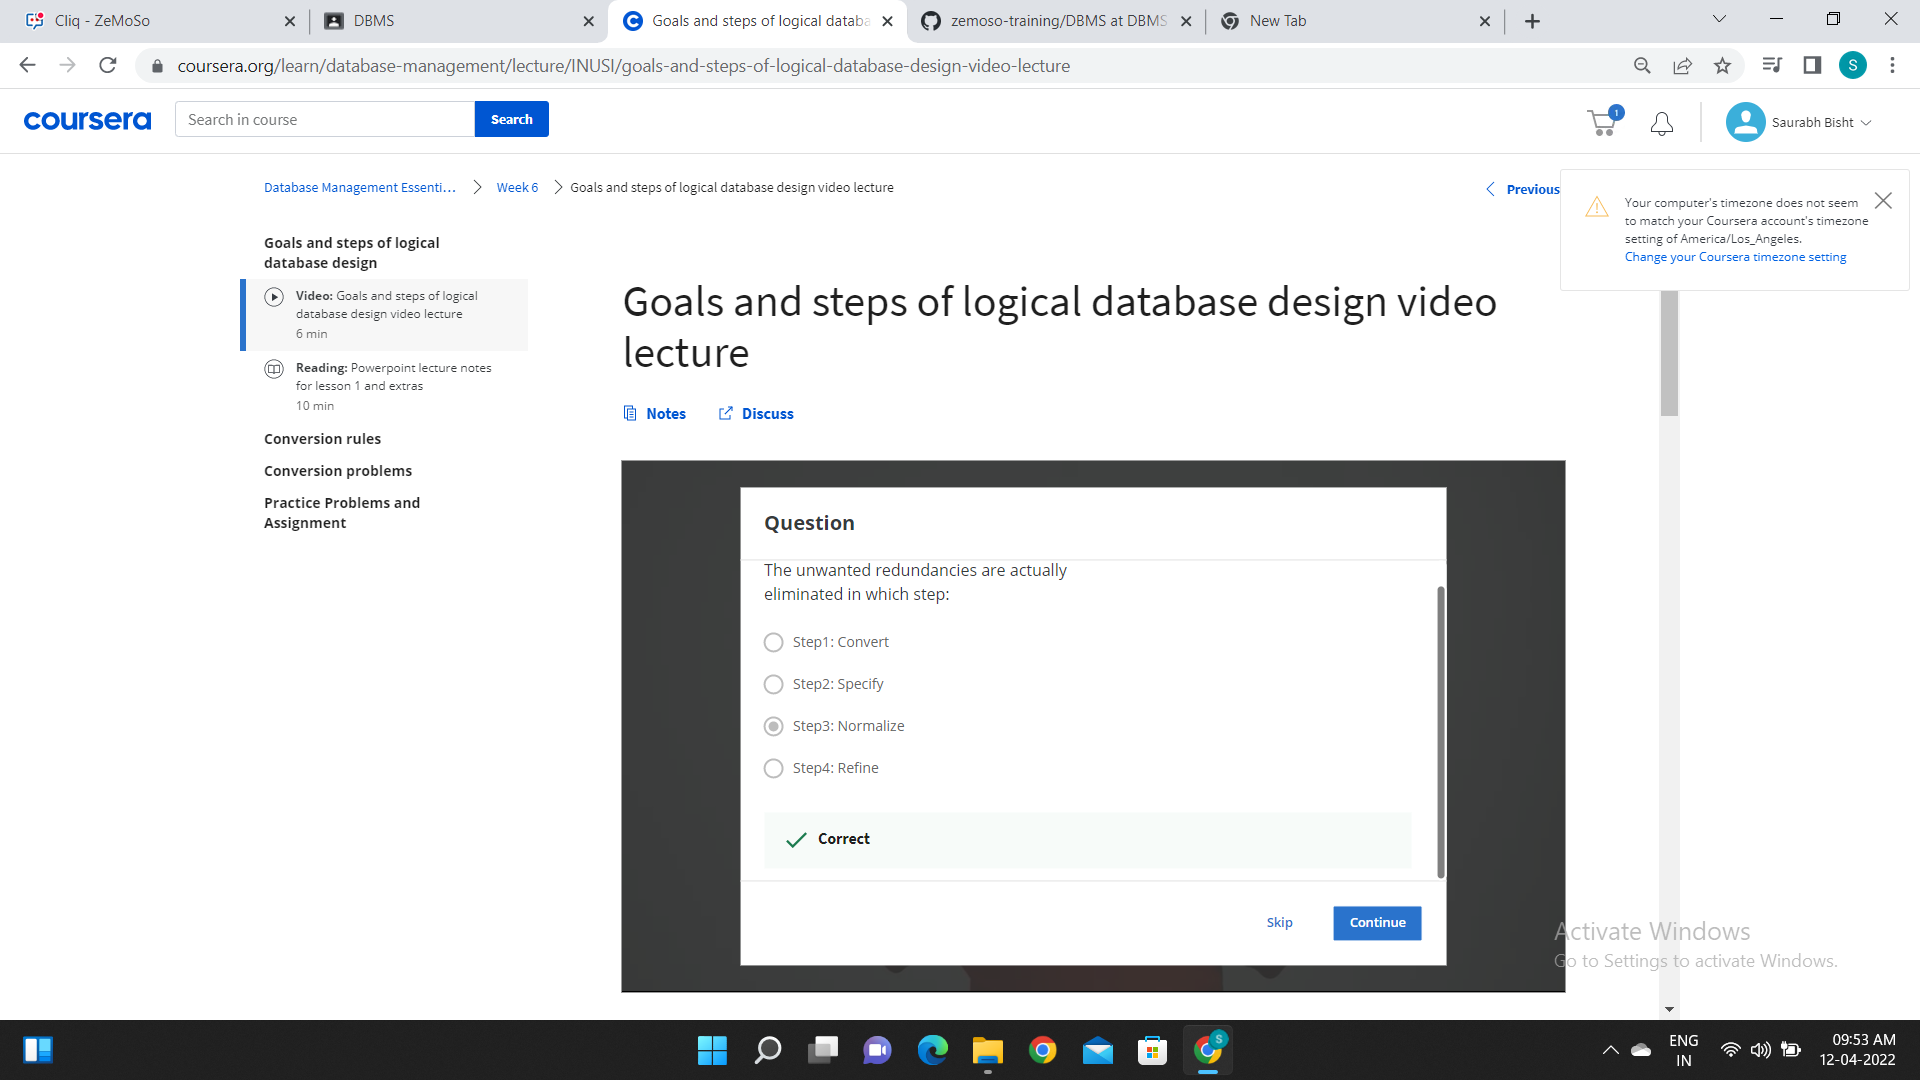 Cliq - ZeMoSo
DBMS
Goals and steps of logical databa
zemoso-training/DBMS at DBMS
New Tab
coursera.org/learn/database-management/lecture/INUSI/goals-and-steps-of-logical-database-design-video-lecture
S
coursera
Search in course
Search
1
Saurabh Bisht
Database Management Essenti...
Week 6
Goals and steps of logical database design video lecture
Previous
Your computer's timezone does not seem
to match your Coursera account's timezone
setting of America/Los_Angeles.
Change your Coursera timezone setting
Goals and steps of logical
database design
Video: Goals and steps of logical
database design video lecture
6 min
Reading: Powerpoint lecture notes
for lesson 1 and extras
10 min
Conversion rules
Conversion problems
Practice Problems and
Assignment
Goals and steps of logical database design video
lecture
Notes
Discuss
Question
The unwanted redundancies are actually
eliminated in which step:
Step1: Convert
Step2: Specify
Step3: Normalize
Step4: Refine
Correct
Skip
Continue
Activate Windows
Go to Settings to activate Windows.
S
ENG
IN
09:53 AM
12-04-2022